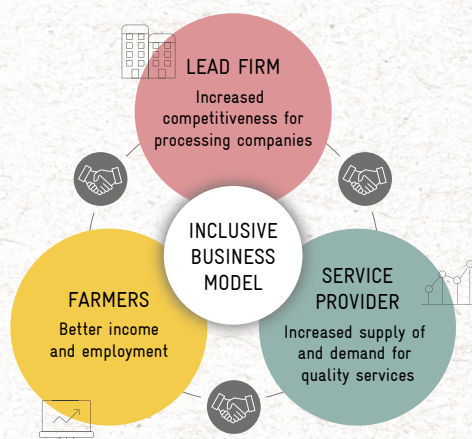 LEAD FIRM
Increased
competitiveness for
processing companies
INCLUSIVE
BUSINESS
MODEL
FARMERS
Better income
and employment
SERVICE
PROVIDER
Increased supply of
and demand for
quality services